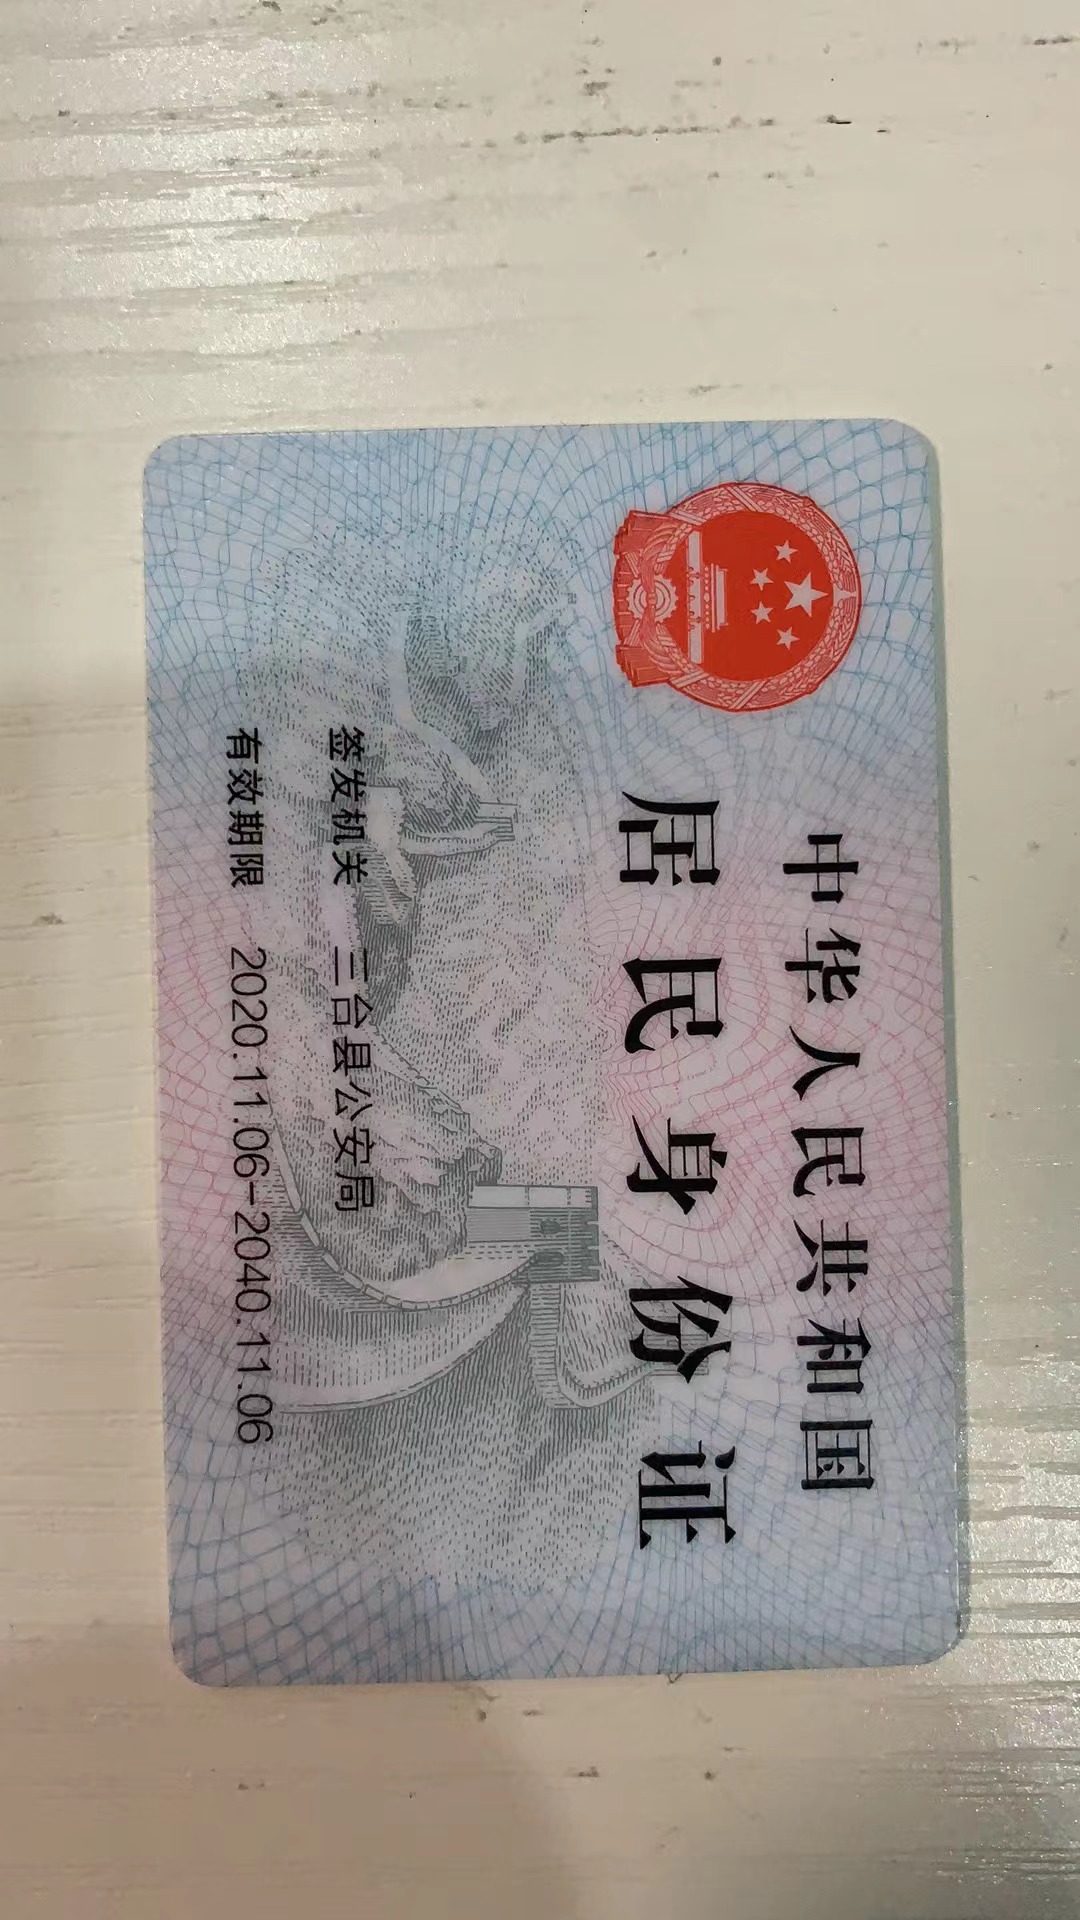 中华人民共和国
居民身份证
签发机关 三台县公安局
有效期限 2020.11.06-2040.11.06